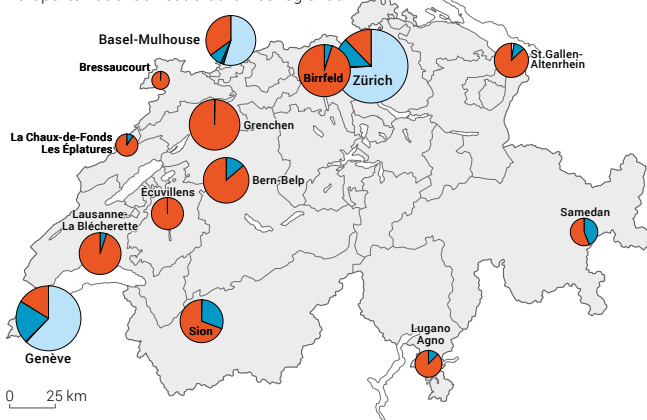 Basel-Mulhouse
Bressaucourt
Birrfeld
Zürich
St.Gallen-
Altenrhein
Grenchen
La Chaux-de-Fonds
Les Éplatures
Bern-Belp
Écuvillens
Lausanne-
La Blécherette
Samedan
Sion
Genève
Lugano
Agno
0 25 km